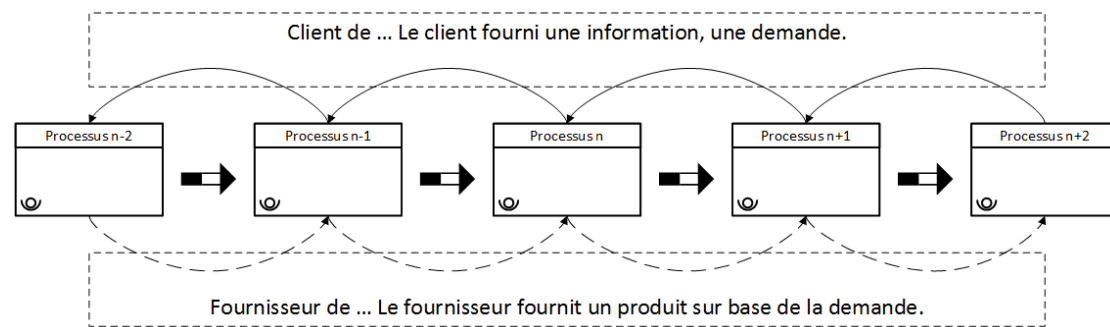 Client de ... Le client fourni une information, une demande.
Processus n-2
Processus n-1
Processus n
Processus n+1
Processus n+2
Fournisseur de ... Le fournisseur fournit un produit sur base de la demande.